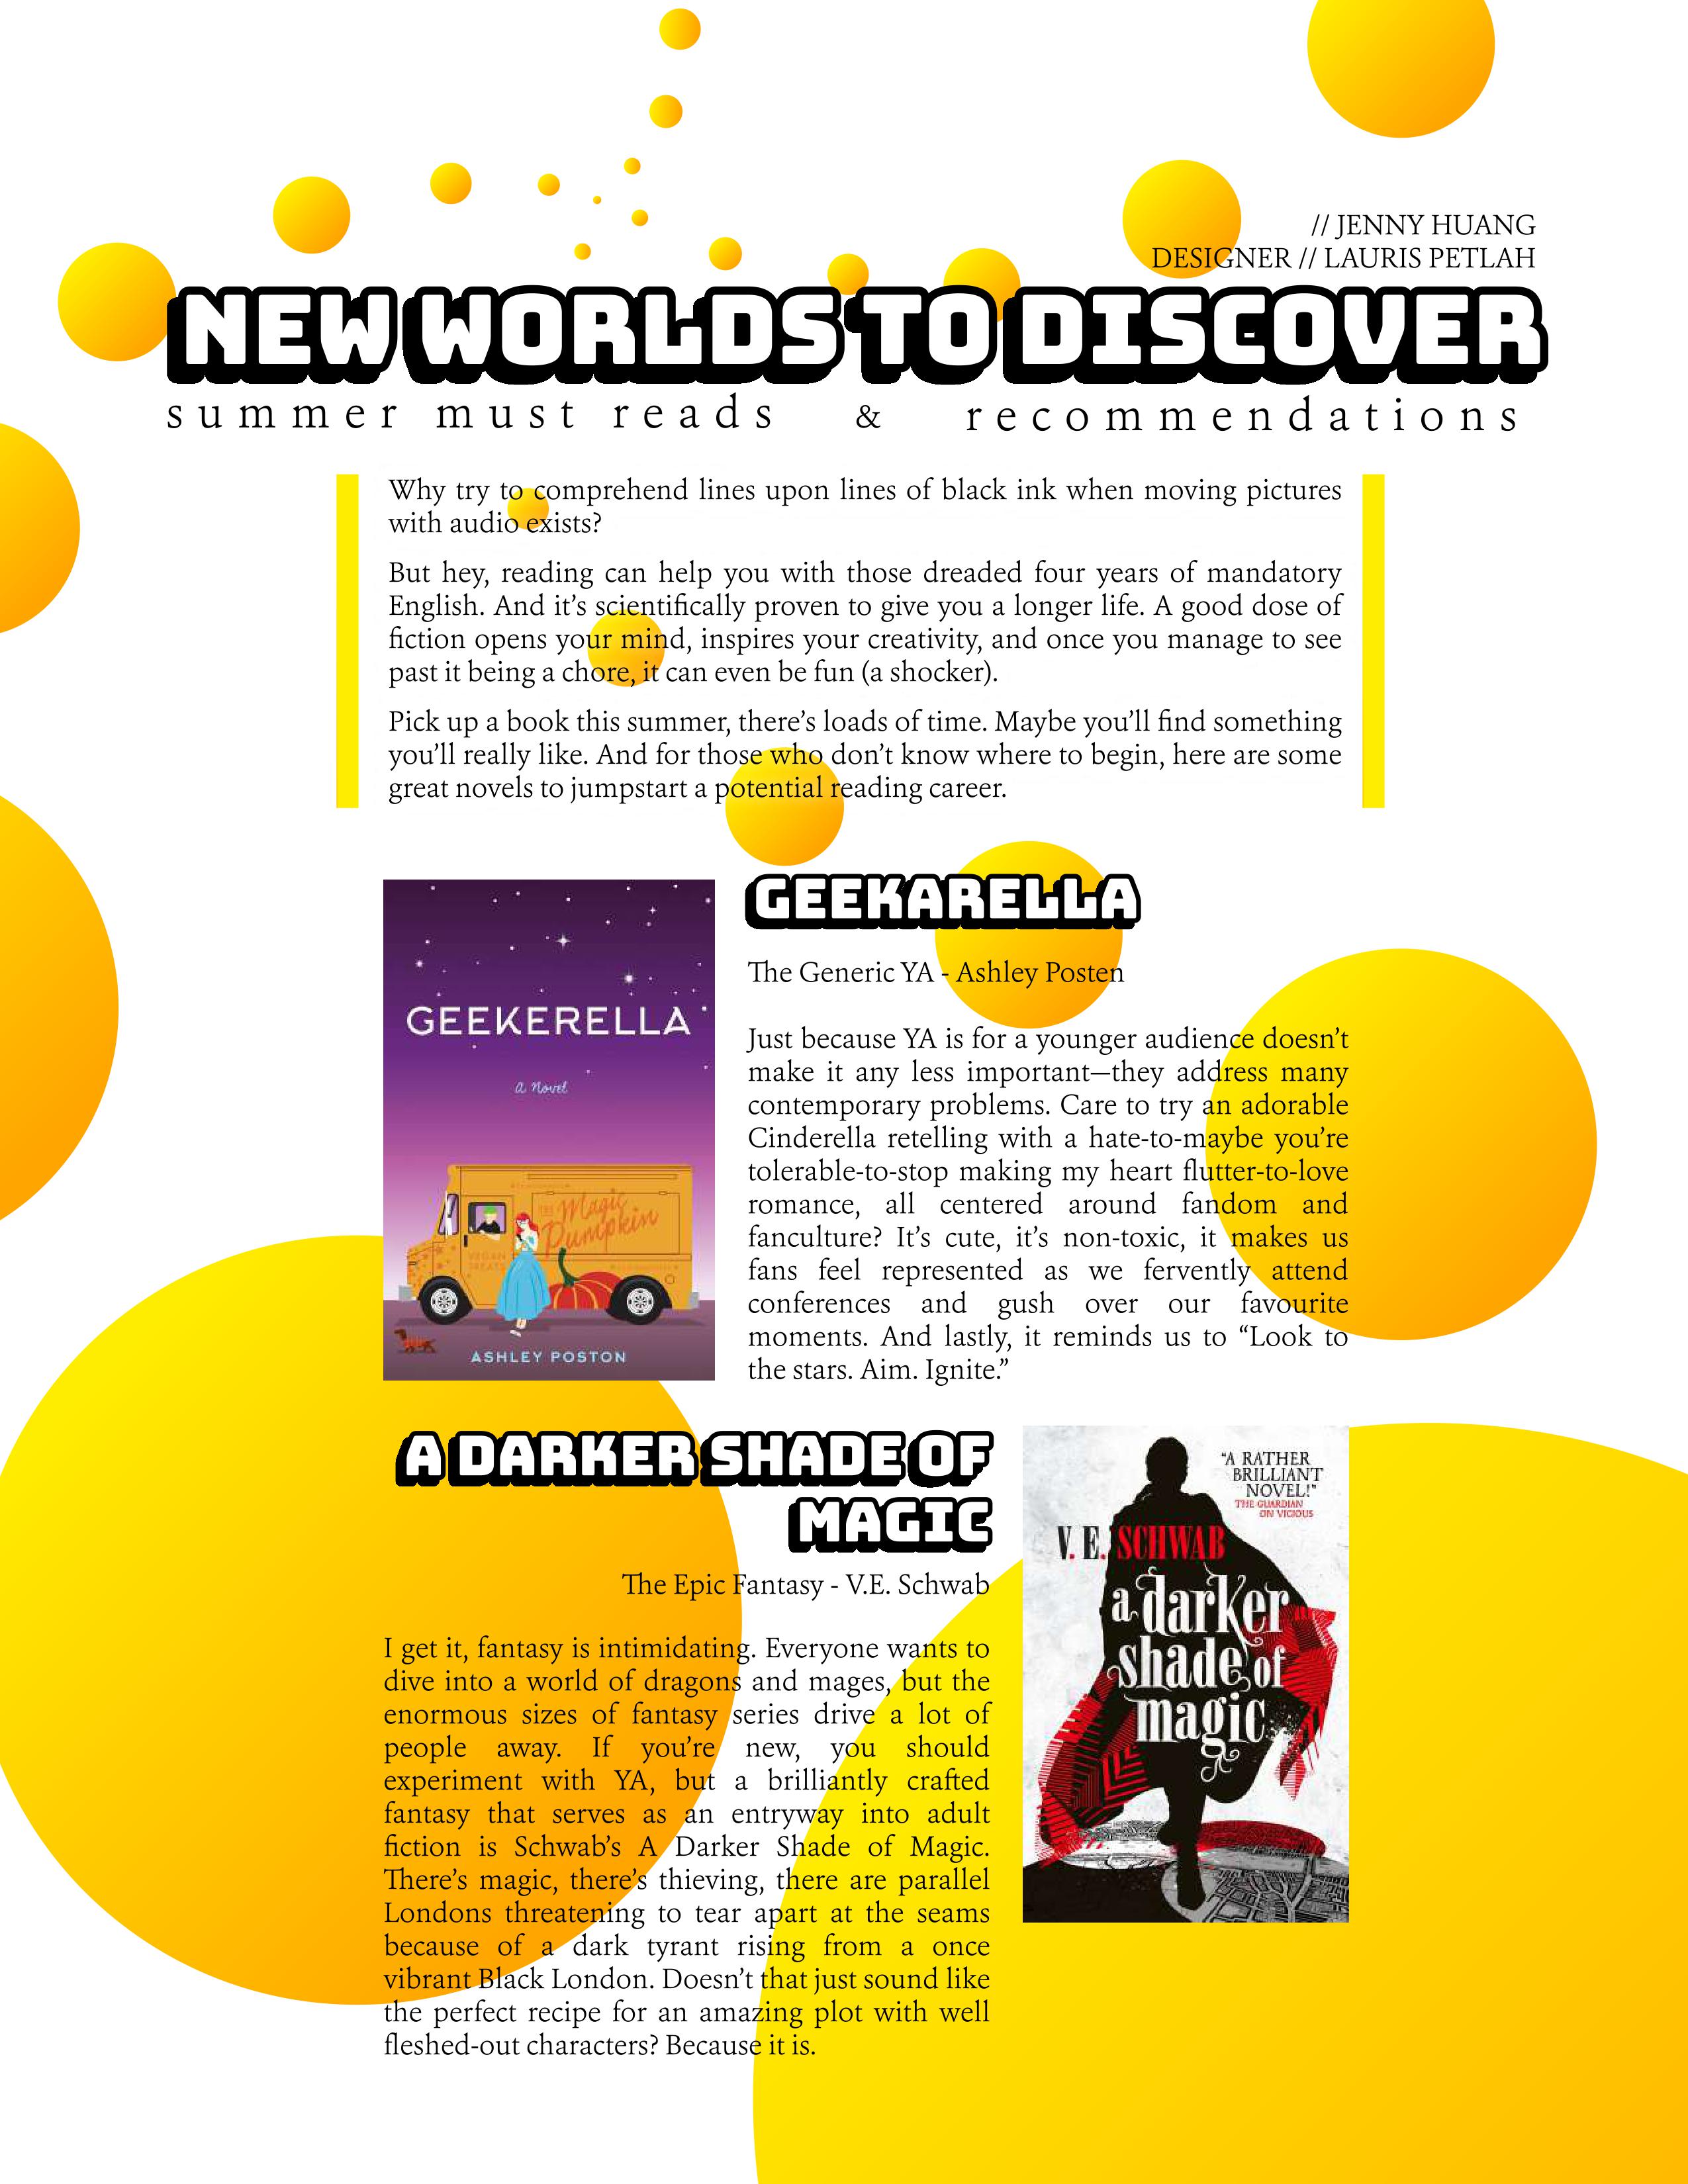 // JENNY HUANG
DESIGNER // LAURIS PETLAH
NEW WORLDS TO DISCOVER
summer must reads & recommendations
Why try to comprehend lines upon lines of black ink when moving pictures
with audio exists?
But hey, reading can help you with those dreaded four years of mandatory
English. And it’s scientifically proven to give you a longer life. A good dose of
fiction opens your mind, inspires your creativity, and once you manage to see
past it being a chore, it can even be fun (a shocker).
Pick up a book this summer, there’s loads of time. Maybe you’ll find something
you’ll really like. And for those who don’t know where to begin, here are some
great novels to jumpstart a potential reading career.
GEEKERELLA
a Novel
THE Magic
Pumpkin
VEGAN
TREATS
ASHLEY POSTON
GEEKARELLA
The Generic YA - Ashley Posten
Just because YA is for a younger audience doesn’t
make it any less important—they address many
contemporary problems. Care to try an adorable
Cinderella retelling with a hate-to-maybe you’re
tolerable-to-stop making my heart flutter-to-love
romance, all centered around fandom and
fanculture? It’s cute, it’s non-toxic, it makes us
fans feel represented as we fervently attend
conferences and gush over our favourite
moments. And lastly, it reminds us to “Look to
the stars. Aim. Ignite.”
A DARKER SHADE OF
MAGIC
The Epic Fantasy - V.E. Schwab
I get it, fantasy is intimidating. Everyone wants to
dive into a world of dragons and mages, but the
enormous sizes of fantasy series drive a lot of
people away. If you’re new, you should
experiment with YA, but a brilliantly crafted
fantasy that serves as an entryway into adult
fiction is Schwab’s A Darker Shade of Magic.
There’s magic, there’s thieving, there are parallel
Londons threatening to tear apart at the seams
because of a dark tyrant rising from a once
vibrant Black London. Doesn’t that just sound like
the perfect recipe for an amazing plot with well
fleshed-out characters? Because it is.
“A RATHER
BRILLIANT
NOVEL!”
THE GUARDIAN
ON VICIOUS
V. E. SCHWAB
a darker
shade of
magic